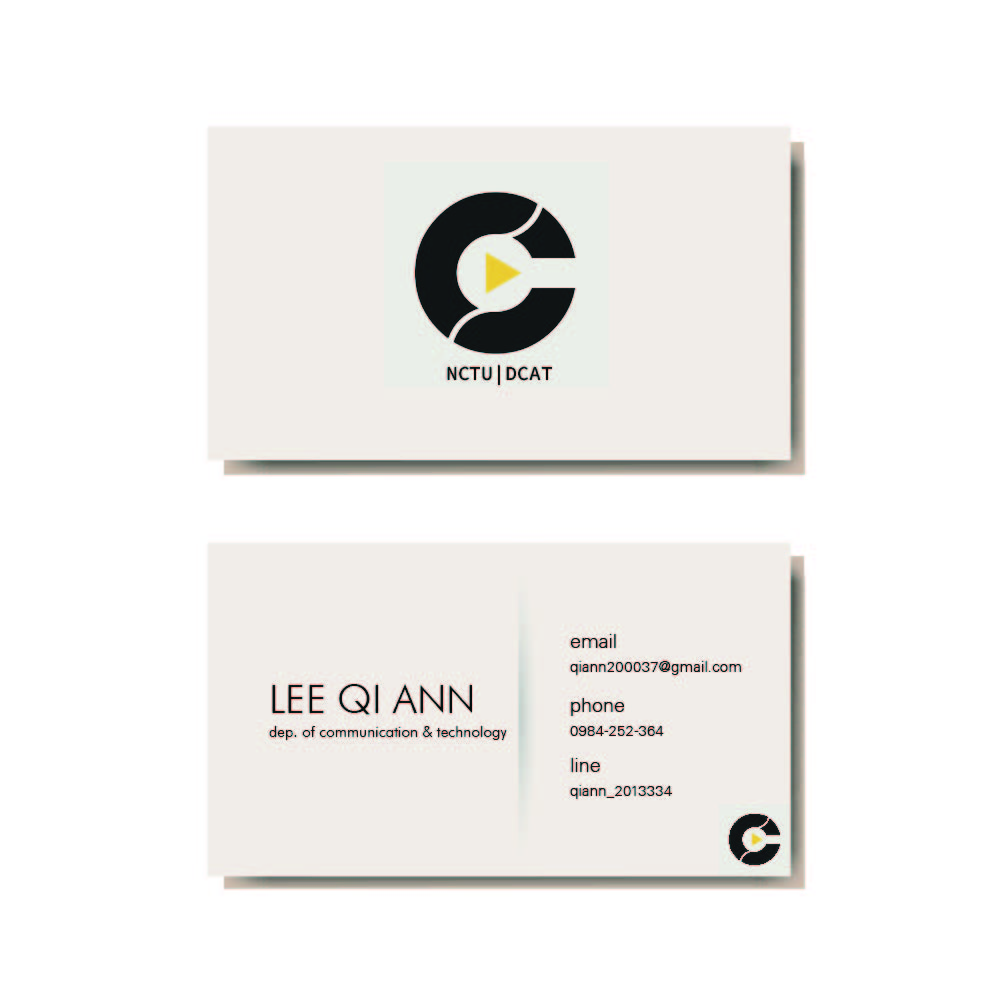 NCTU|DCAT
LEE QI ANN
dep. of communication & technology
email
qiann200037@gmail.com
phone
0984-252-364
line
qiann_2013334